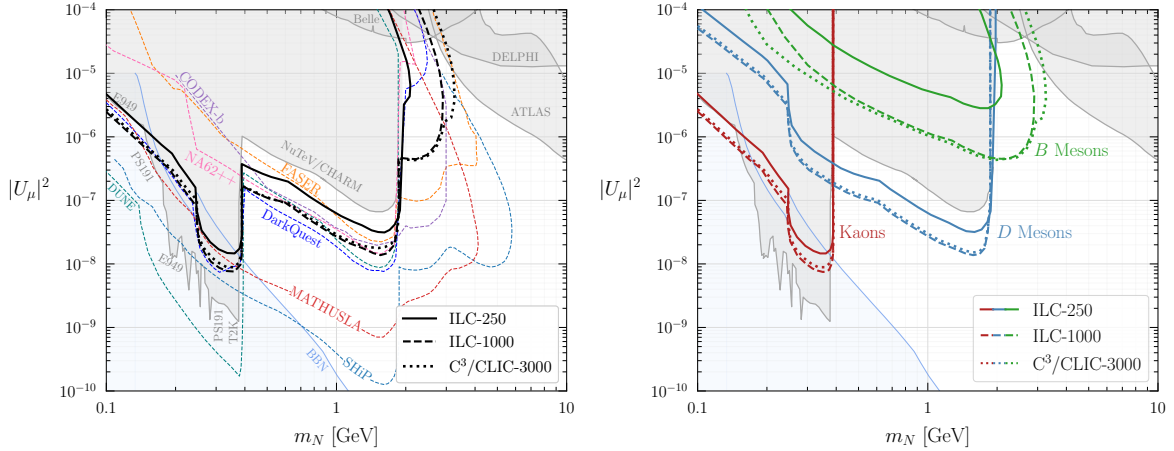 10⁻⁴
10⁻⁵
10⁻⁶
10⁻⁷
10⁻⁸
10⁻⁹
10⁻¹⁰
|U_μ|²
0.1
1
10
m_N [GeV]
Belle
DELPHI
ATLAS
CODEX-b
E949
NA62++
PS191
NuTeV/CHARM
FASER
DUNE
DarkQuest
E949
MATHUSLA
PS191
T2K
BBN
SHiP
ILC-250
ILC-1000
C³/CLIC-3000
10⁻⁴
10⁻⁵
10⁻⁶
10⁻⁷
10⁻⁸
10⁻⁹
10⁻¹⁰
|U_μ|²
0.1
1
10
m_N [GeV]
B Mesons
Kaons
D Mesons
ILC-250
ILC-1000
C³/CLIC-3000